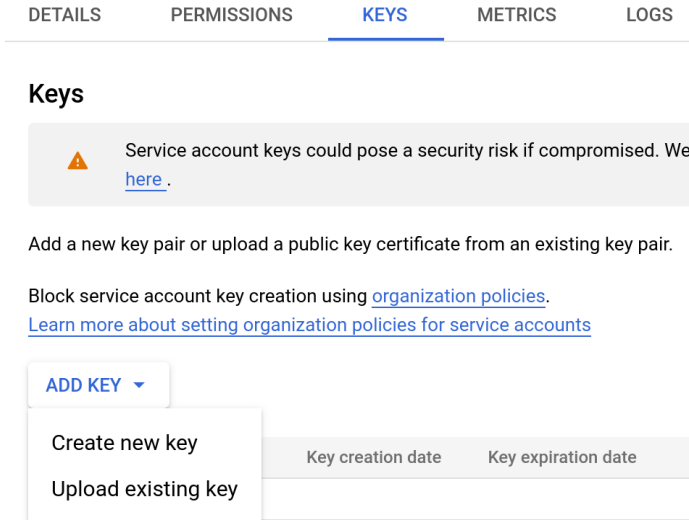 DETAILS PERMISSIONS KEYS METRICS LOGS
Keys
Service account keys could pose a security risk if compromised. We
here .
Add a new key pair or upload a public key certificate from an existing key pair.
Block service account key creation using organization policies.
Learn more about setting organization policies for service accounts
ADD KEY
Create new key
Key creation date Key expiration date
Upload existing key